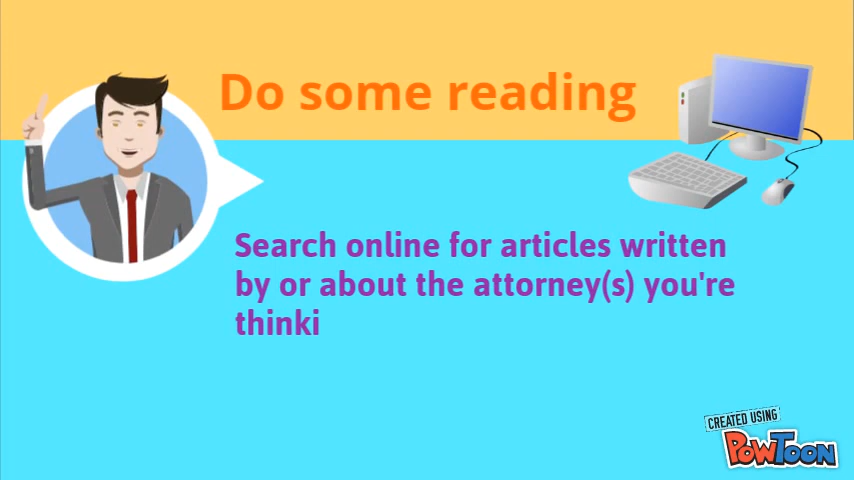 Do some reading
Search online for articles written
by or about the attorney(s) you're
thinki
CREATED USING
POWTOON